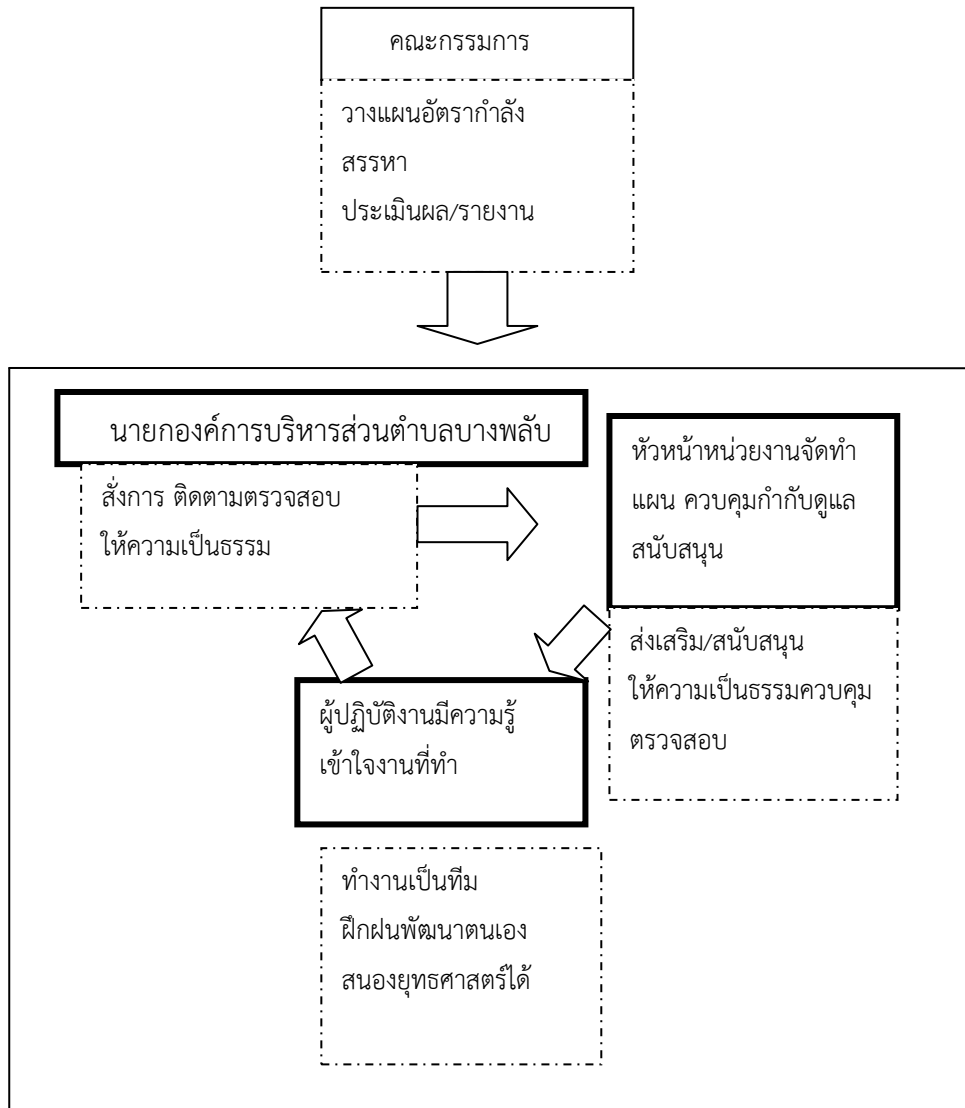 คณะกรรมการ
วางแผนอัตรากำลัง
สรรหา
ประเมินผล/รายงาน
นายกองค์การบริหารส่วนตำบลบางพลับ
สั่งการ ติดตามตรวจสอบ
ให้ความเป็นธรรม
หัวหน้าหน่วยงานจัดทำ
แผน ควบคุมกำกับดูแล
สนับสนุน
ส่งเสริม/สนับสนุน
ให้ความเป็นธรรมควบคุม
ตรวจสอบ
ผู้ปฏิบัติงานมีความรู้
เข้าใจงานที่ทำ
ทำงานเป็นทีม
ฝึกฝนพัฒนาตนเอง
สนองยุทธศาสตร์ได้